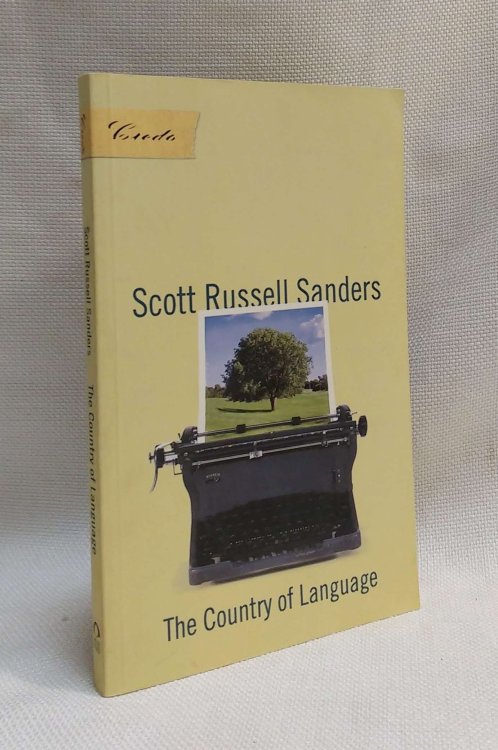 Credo
Scott Russell Sanders
The Country of Language
Scott Russell Sanders
The Country of Language